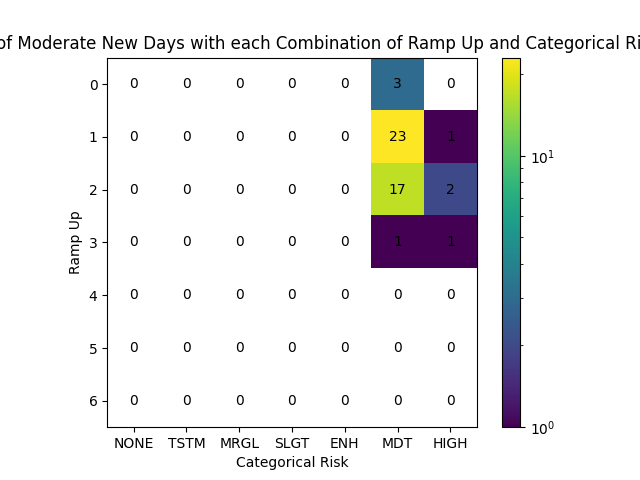 of Moderate New Days with each Combination of Ramp Up and Categorical Ri
0 0 0 0 0 0 3 0
1 0 0 0 0 0 23 1
2 0 0 0 0 0 17 2
3 0 0 0 0 0 1 1
4 0 0 0 0 0 0 0
5 0 0 0 0 0 0 0
6 0 0 0 0 0 0 0
NONE TSTM MRGL SLGT ENH MDT HIGH
Categorical Risk
Ramp Up
10¹
10⁰